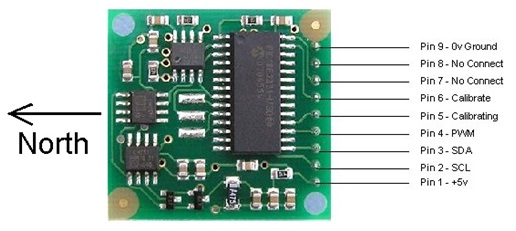 Pin 9 - 0v Ground
Pin 8 - No Connect
Pin 7 - No Connect
Pin 6 - Calibrate
Pin 5 - Calibrating
Pin 4 - PWM
Pin 3 - SDA
Pin 2 - SCL
Pin 1 - +5v
North